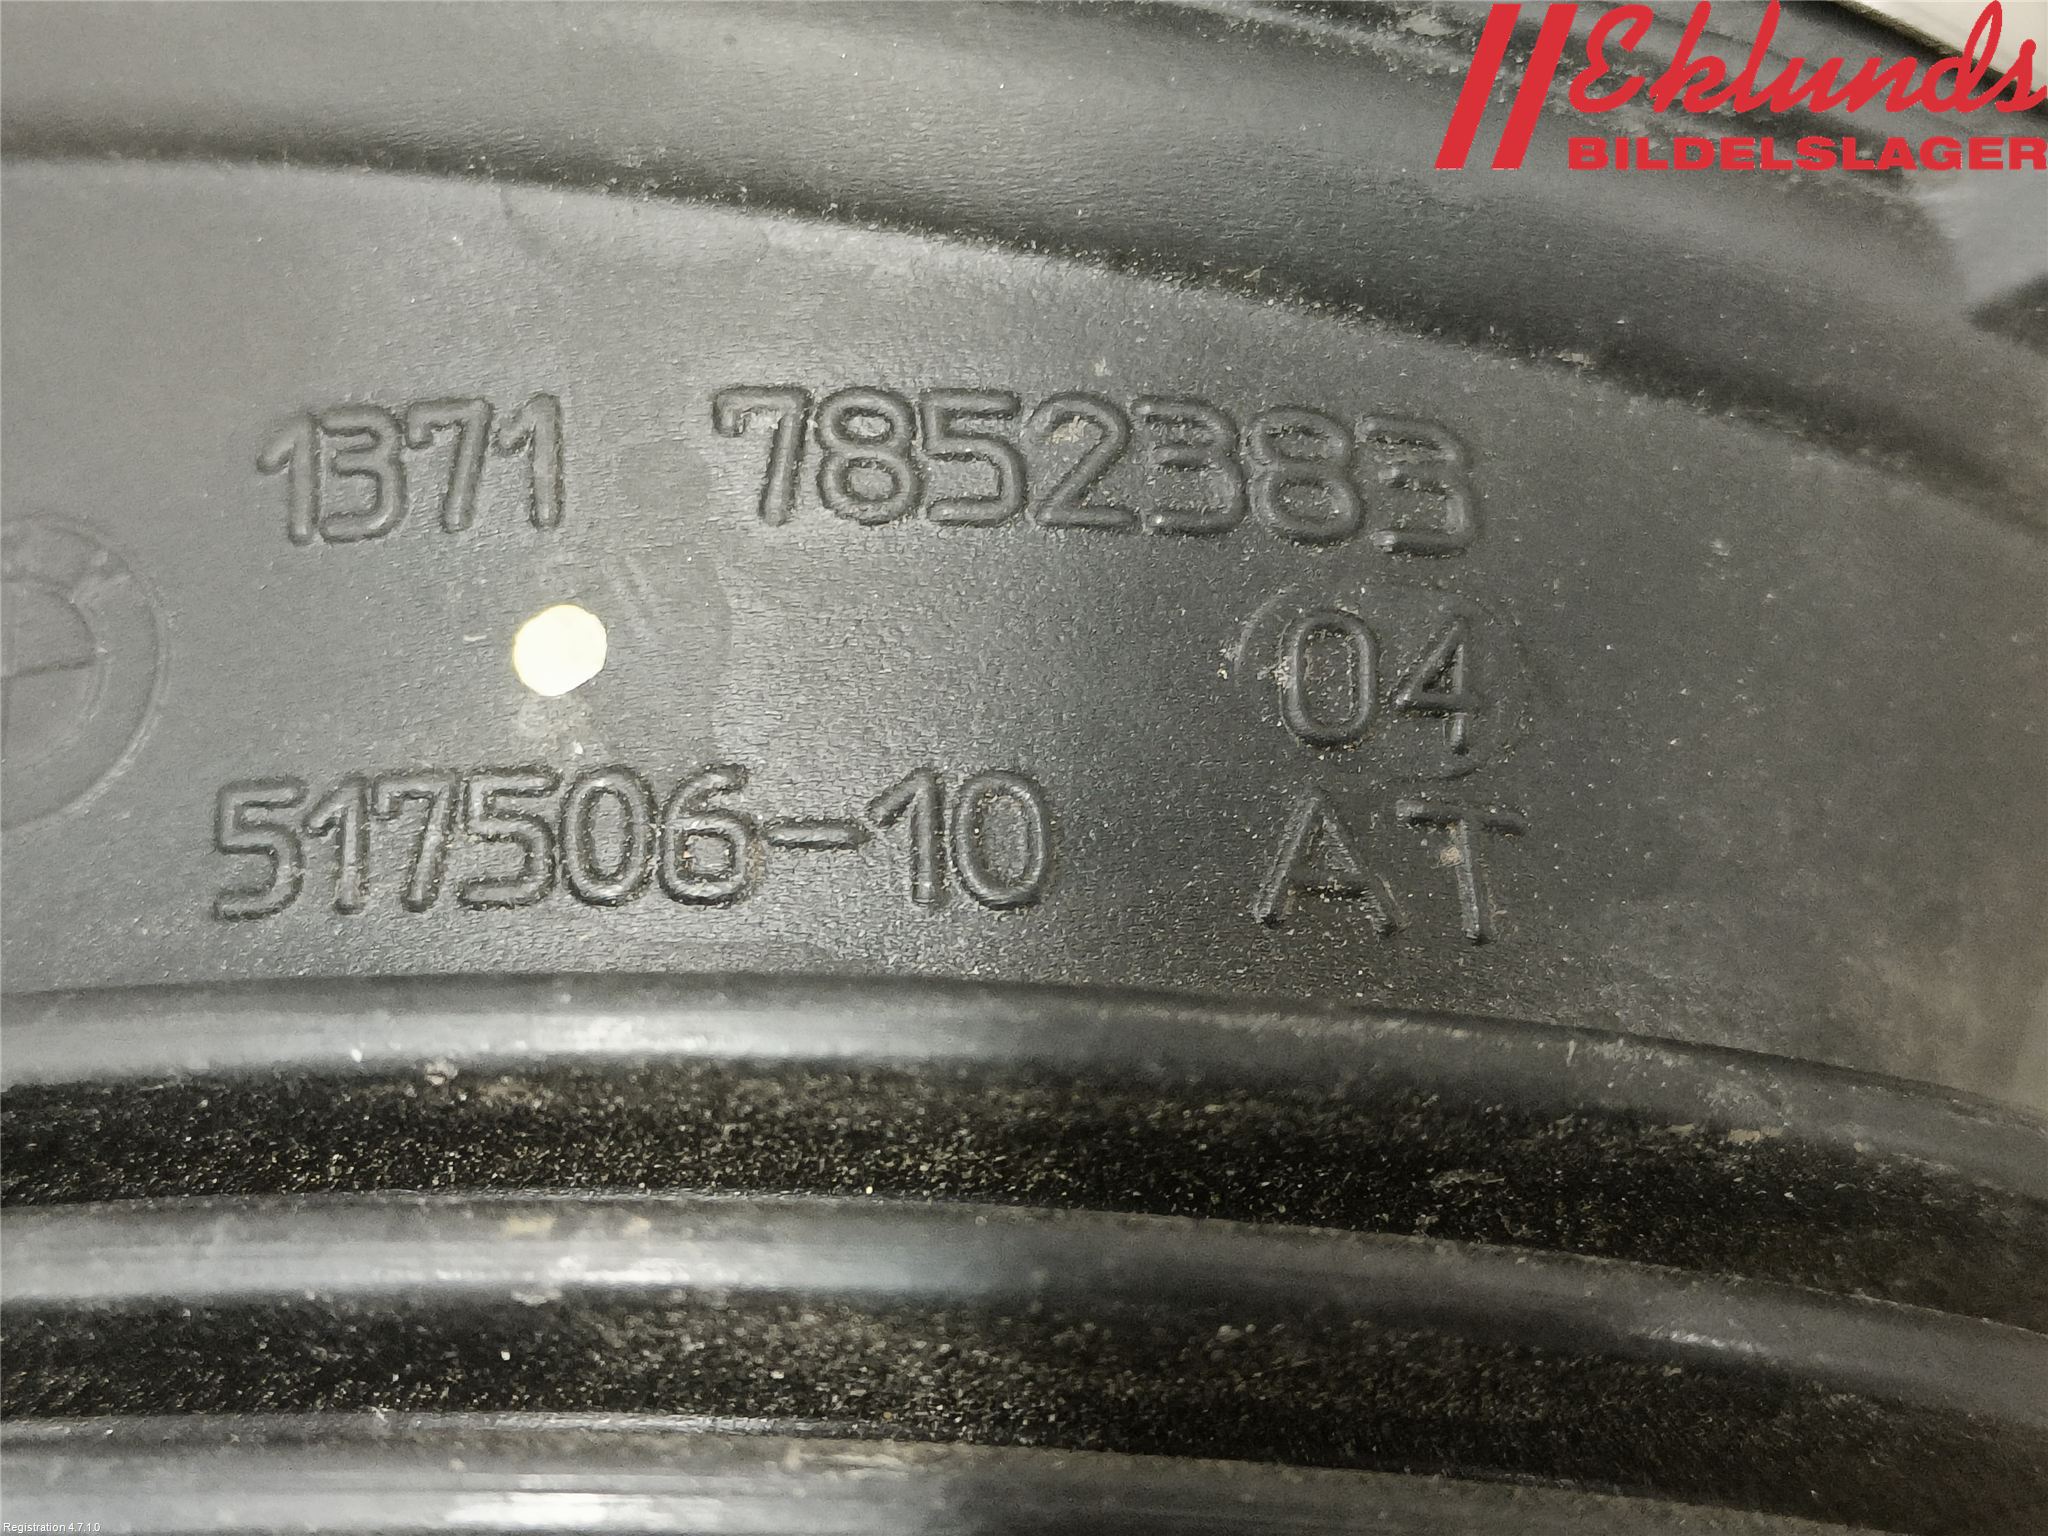 Eklunds
BILDELSLAGER
1371 7852383
04
517506-10
AT
Registration 4.7.1.0